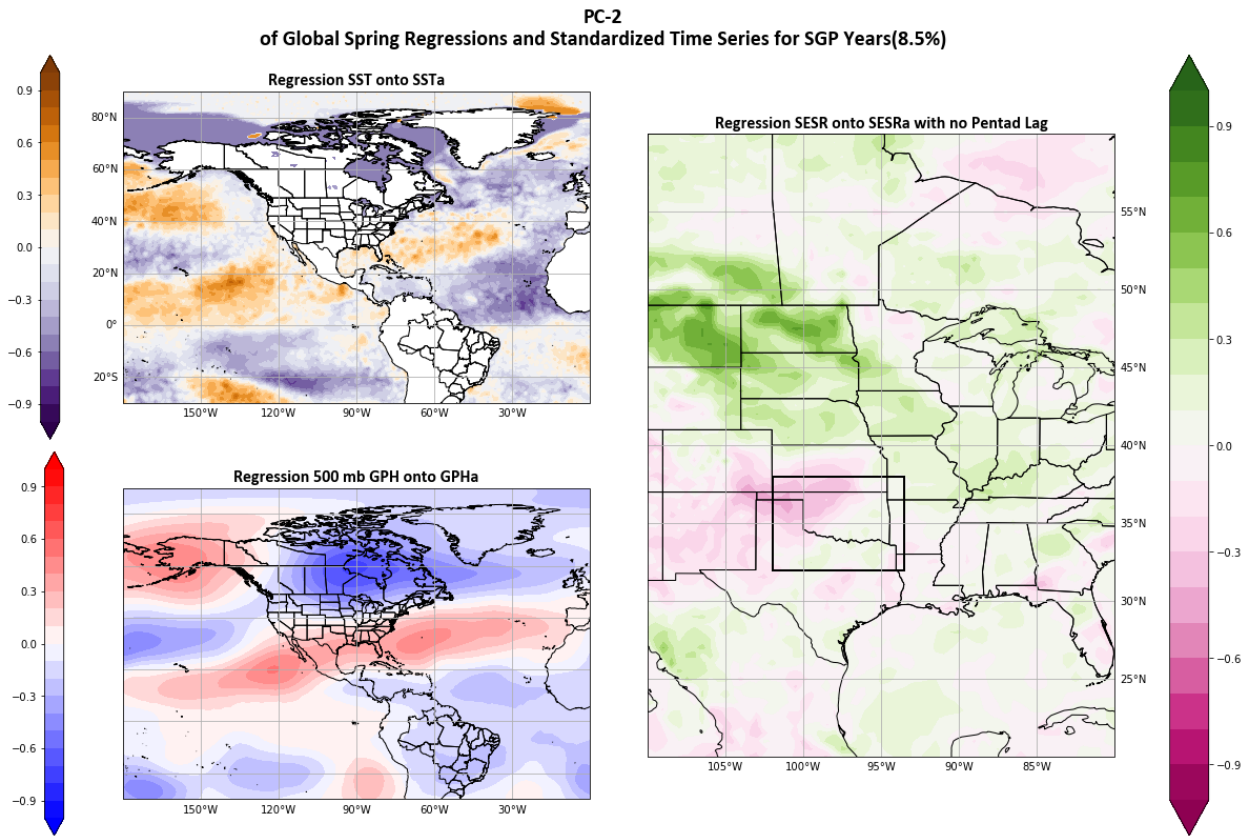 PC-2
of Global Spring Regressions and Standardized Time Series for SGP Years(8.5%)
Regression SST onto SSTa
0.9
0.6
0.3
0.0
−0.3
−0.6
−0.9
80°N
60°N
40°N
20°N
0°
20°S
150°W 120°W 90°W 60°W 30°W
Regression 500 mb GPH onto GPHa
0.9
0.6
0.3
0.0
−0.3
−0.6
−0.9
150°W 120°W 90°W 60°W 30°W
Regression SESR onto SESRa with no Pentad Lag
55°N
50°N
45°N
40°N
35°N
30°N
25°N
105°W 100°W 95°W 90°W 85°W
0.9
0.6
0.3
0.0
−0.3
−0.6
−0.9